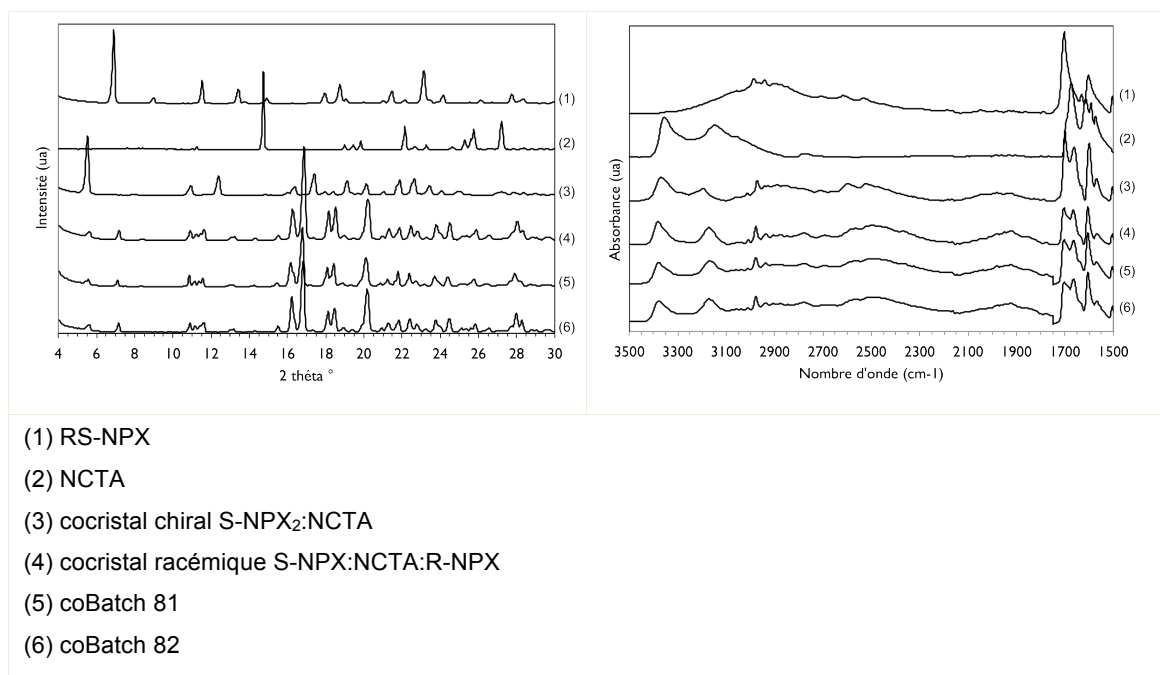 Intensité (ua)
(1)
(2)
(3)
(4)
(5)
(6)
4 6 8 10 12 14 16 18 20 22 24 26 28 30
2 théta °
Absorbance (ua)
(1)
(2)
(3)
(4)
(5)
(6)
3500 3300 3100 2900 2700 2500 2300 2100 1900 1700 1500
Nombre d'onde (cm-1)
(1) RS-NPX
(2) NCTA
(3) cocristal chiral S-NPX₂:NCTA
(4) cocristal racémique S-NPX:NCTA:R-NPX
(5) coBatch 81
(6) coBatch 82